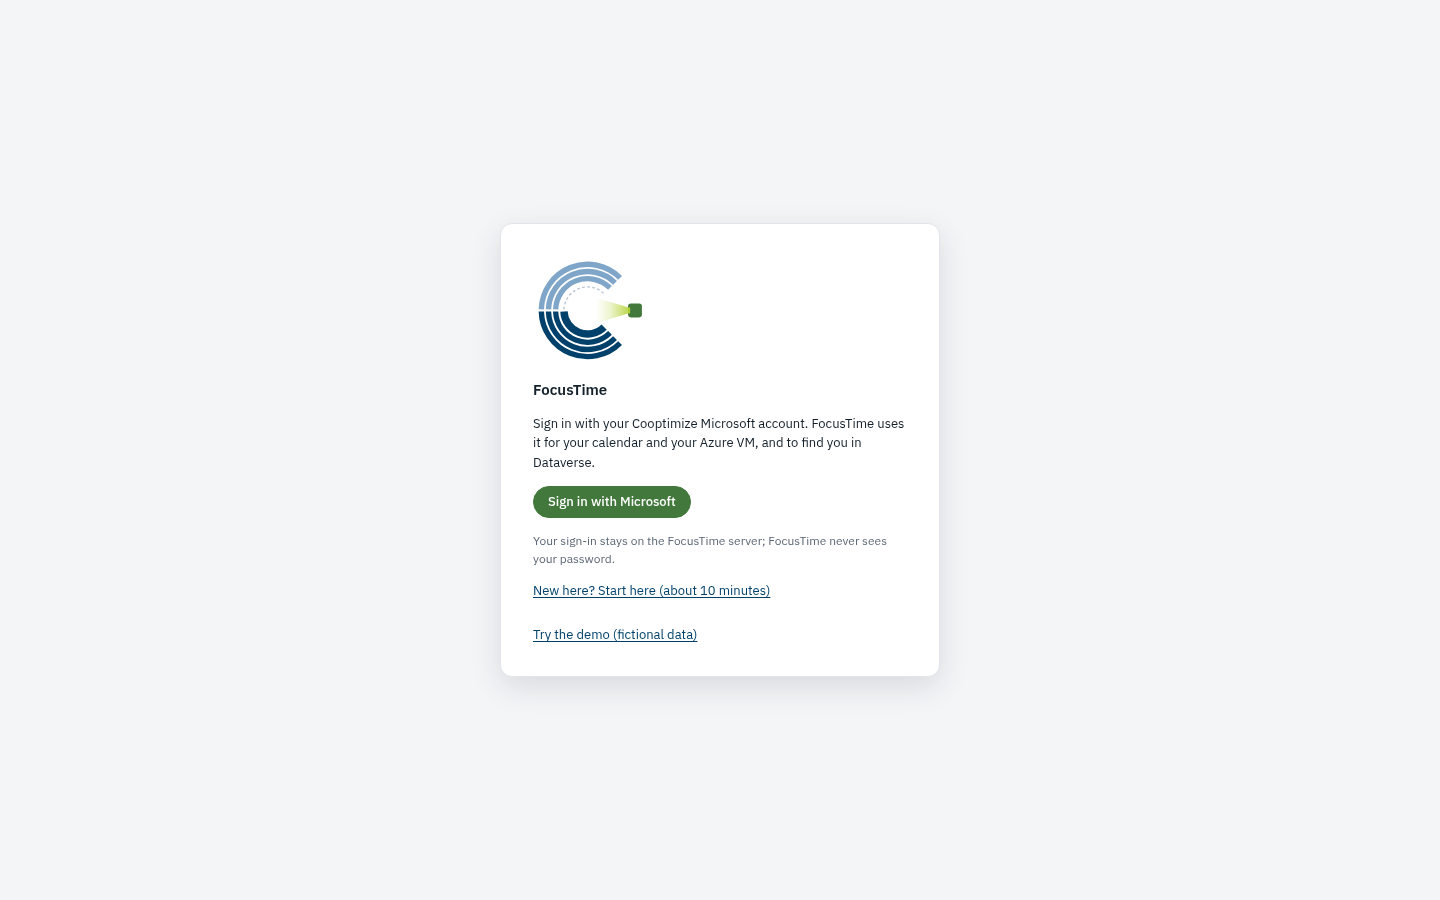 FocusTime
Sign in with your Cooptimize Microsoft account. FocusTime uses
it for your calendar and your Azure VM, and to find you in
Dataverse.
Sign in with Microsoft
Your sign-in stays on the FocusTime server; FocusTime never sees
your password.
New here? Start here (about 10 minutes)
Try the demo (fictional data)